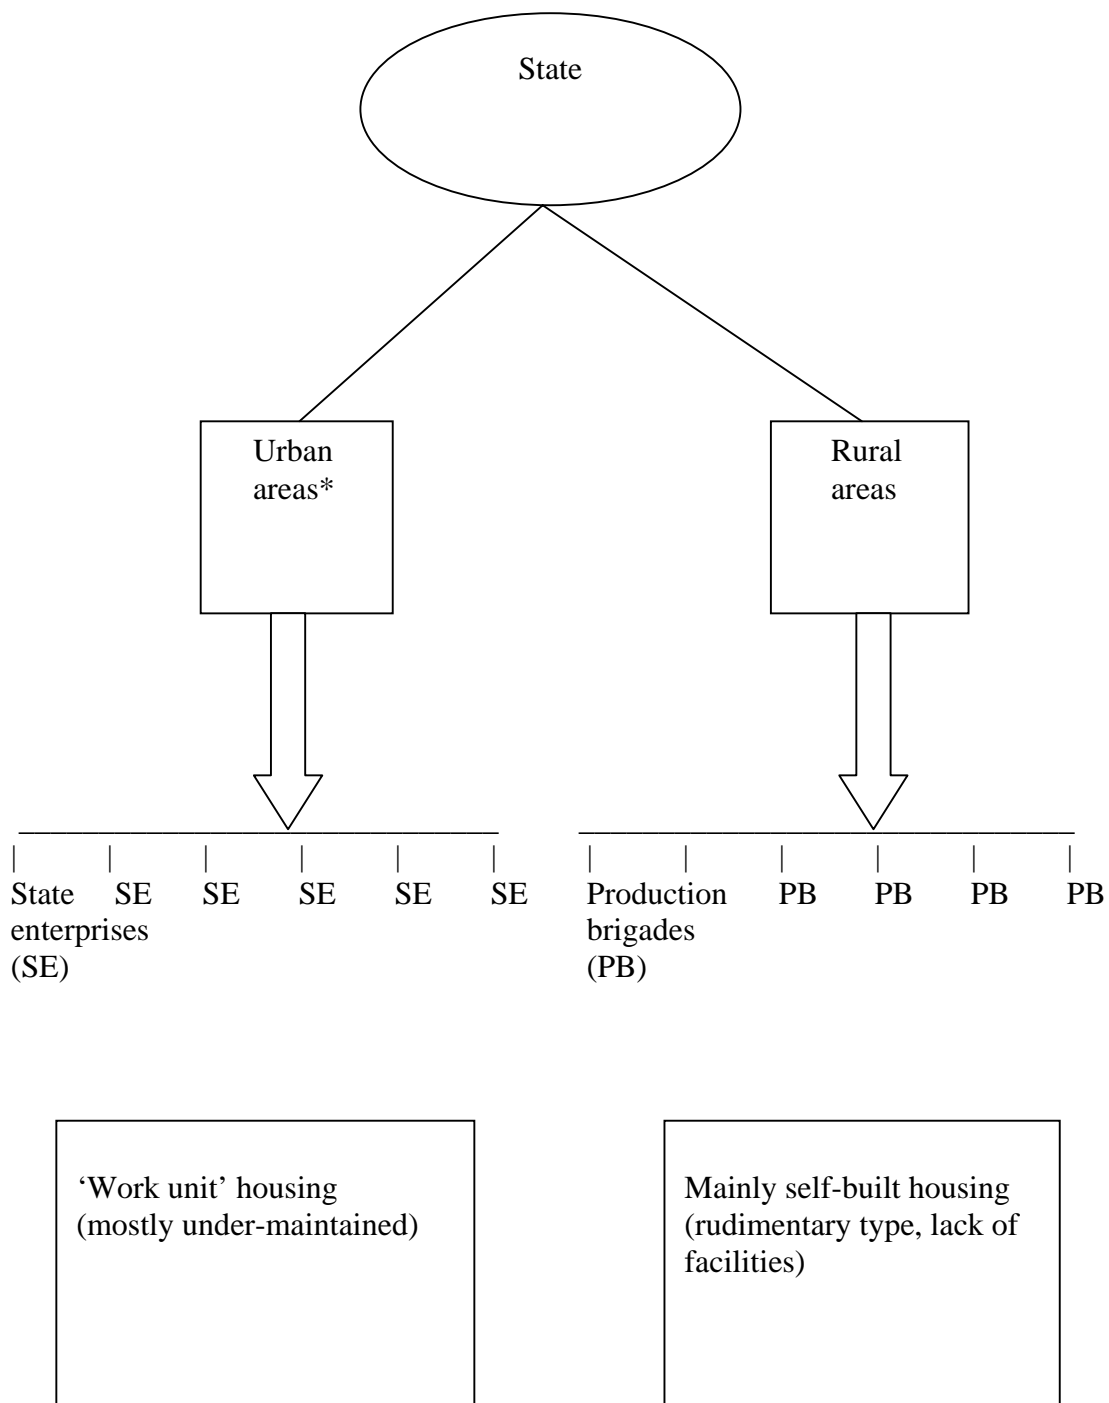 State
Urban
areas*
Rural
areas
State SE SE SE SE SE
enterprises
(SE)
Production PB PB PB PB PB
brigades
(PB)
‘Work unit’ housing
(mostly under-maintained)
Mainly self-built housing
(rudimentary type, lack of
facilities)